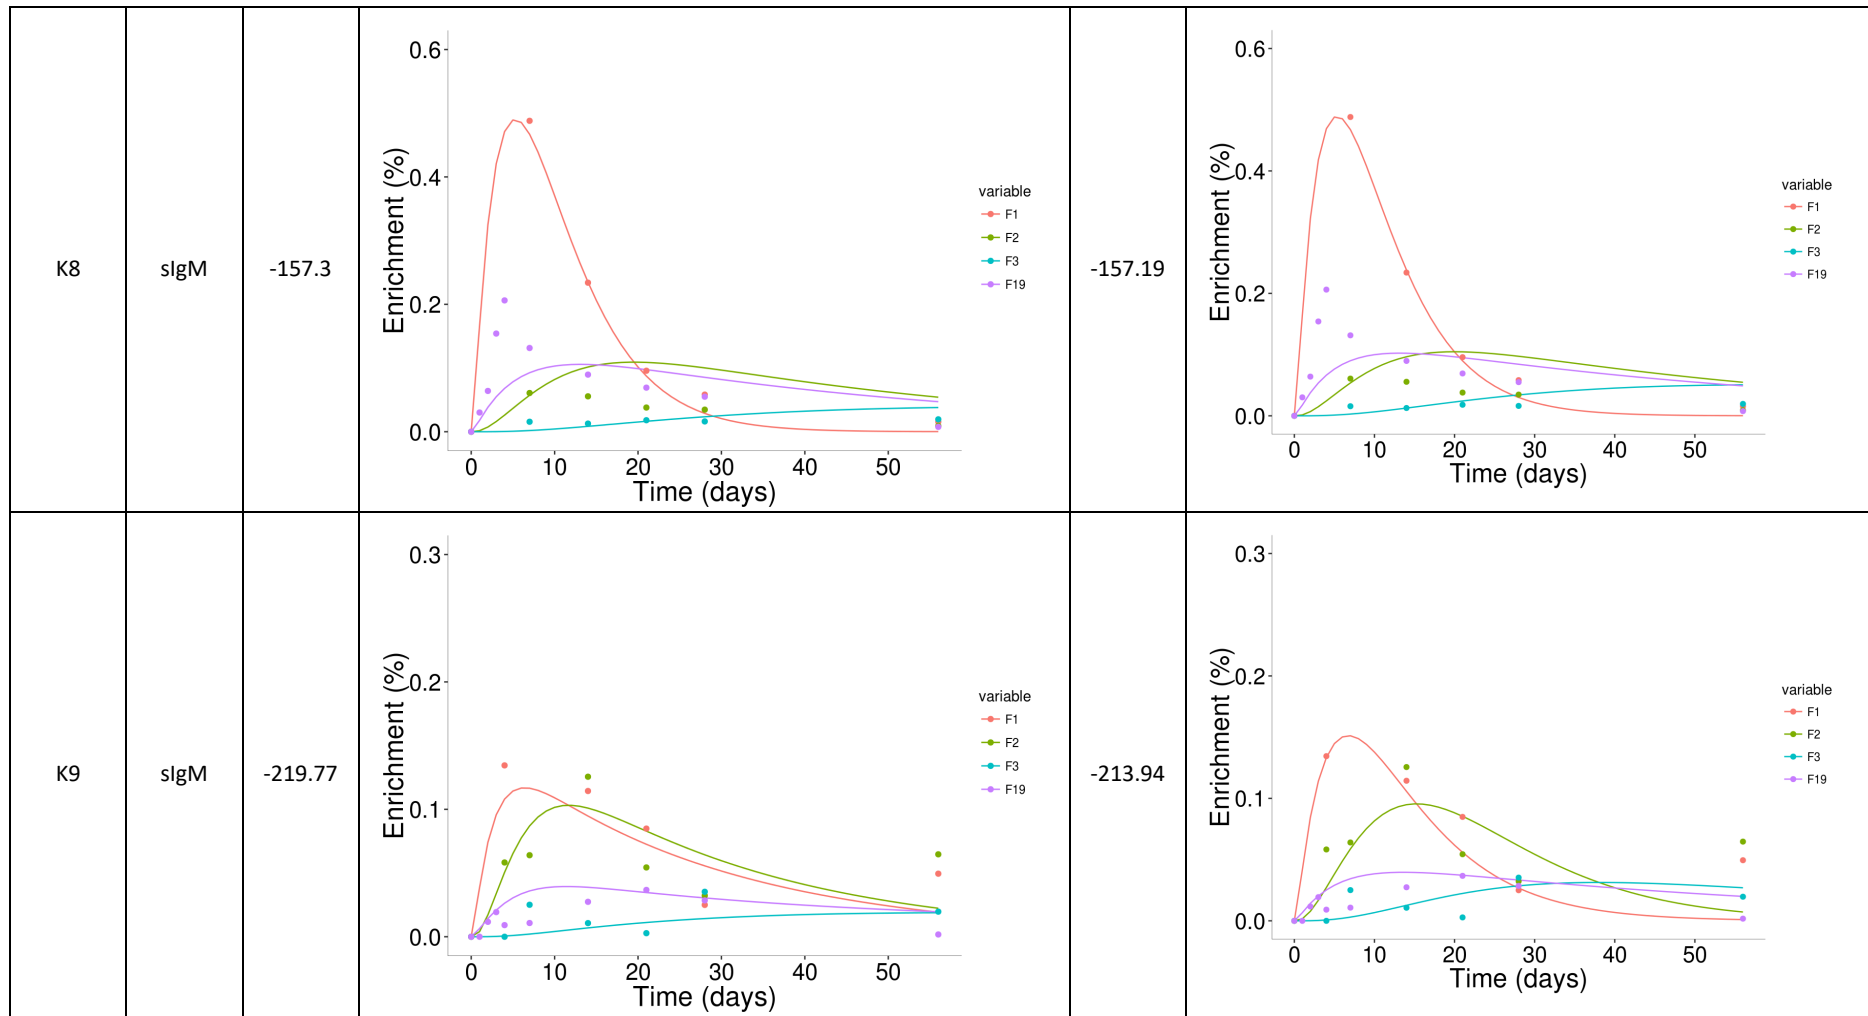 K8
sIgM
-157.3
Enrichment (%)
0.6
0.4
0.2
0.0
0 10 20 30 40 50
Time (days)
variable
F1
F2
F3
F19
-157.19
Enrichment (%)
0.6
0.4
0.2
0.0
0 10 20 30 40 50
Time (days)
variable
F1
F2
F3
F19
K9
sIgM
-219.77
Enrichment (%)
0.3
0.2
0.1
0.0
0 10 20 30 40 50
Time (days)
variable
F1
F2
F3
F19
-213.94
Enrichment (%)
0.3
0.2
0.1
0.0
0 10 20 30 40 50
Time (days)
variable
F1
F2
F3
F19